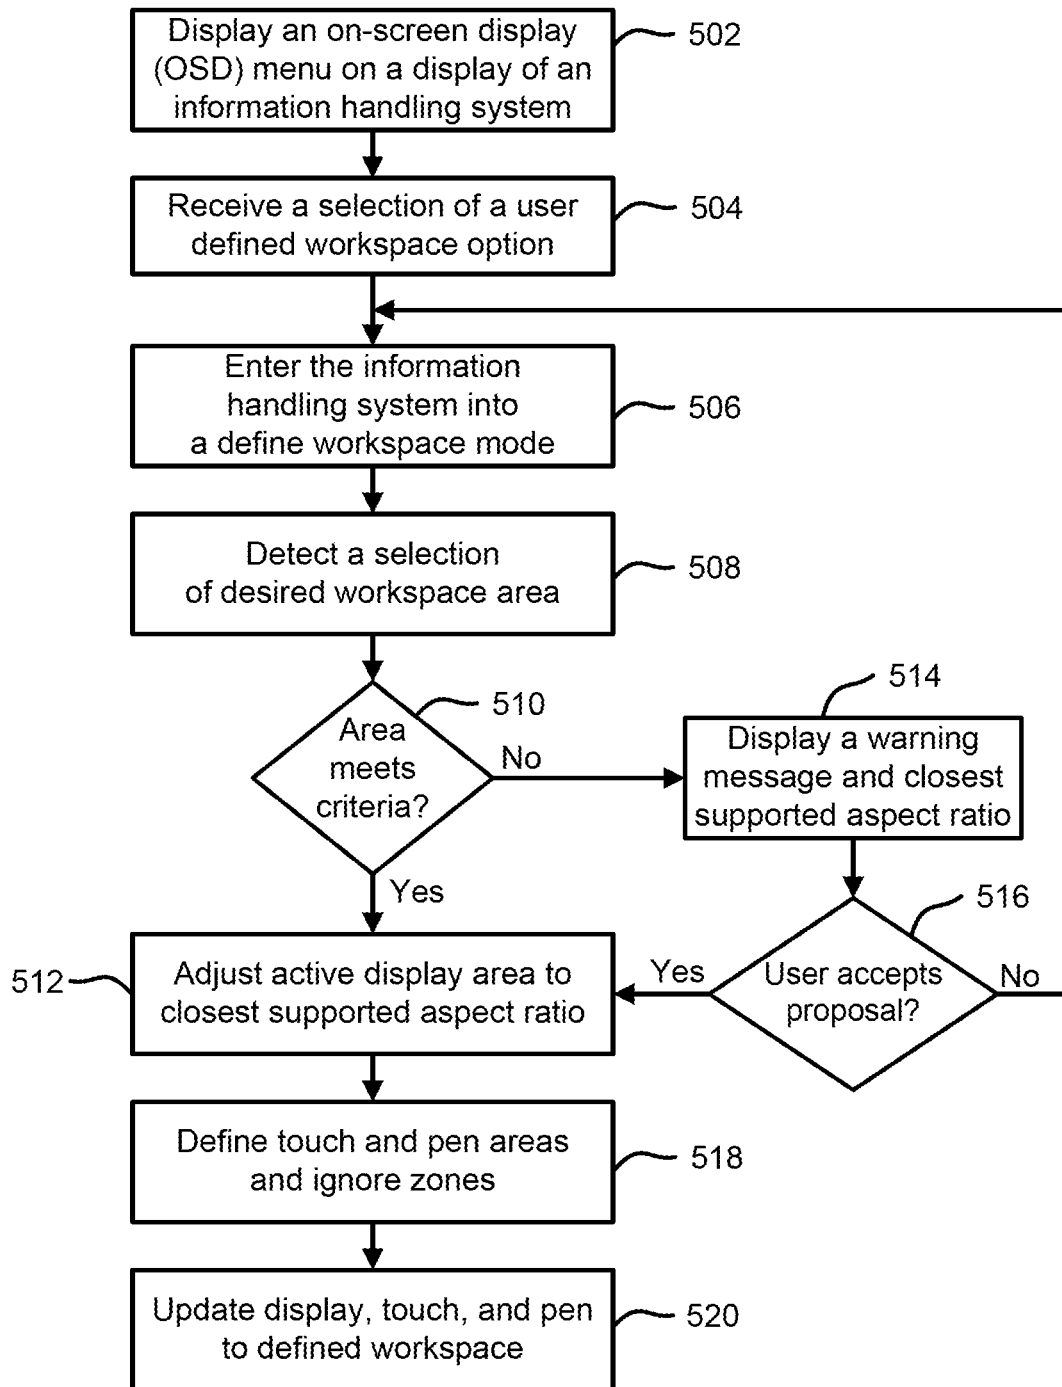 Display an on-screen display
(OSD) menu on a display of an
information handling system
502
Receive a selection of a user
defined workspace option
504
Enter the information
handling system into
a define workspace mode
506
Detect a selection
of desired workspace area
508
Area
meets
criteria?
510
No
Yes
514
Display a warning
message and closest
supported aspect ratio
516
User accepts
proposal?
Yes
No
512
Adjust active display area to
closest supported aspect ratio
Define touch and pen areas
and ignore zones
518
Update display, touch, and pen
to defined workspace
520